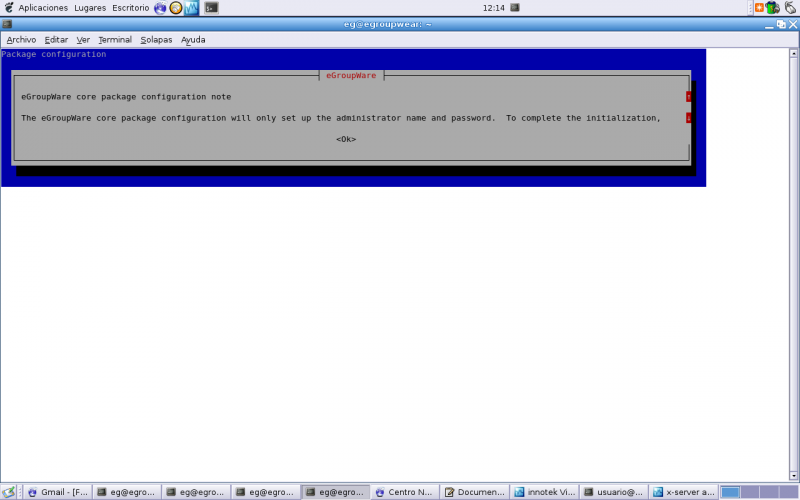 Aplicaciones Lugares Escritorio 12:14
eg@egroupwear: ~
Archivo Editar Ver Terminal Solapas Ayuda
Package configuration
eGroupWare
eGroupWare core package configuration note
The eGroupWare core package configuration will only set up the administrator name and password.  To complete the initialization,
<Ok>
Gmail - [F... eg@egro... eg@egro... eg@egro... eg@egro... Centro N... Documen... innotek Vi... usuario@... x-server a...